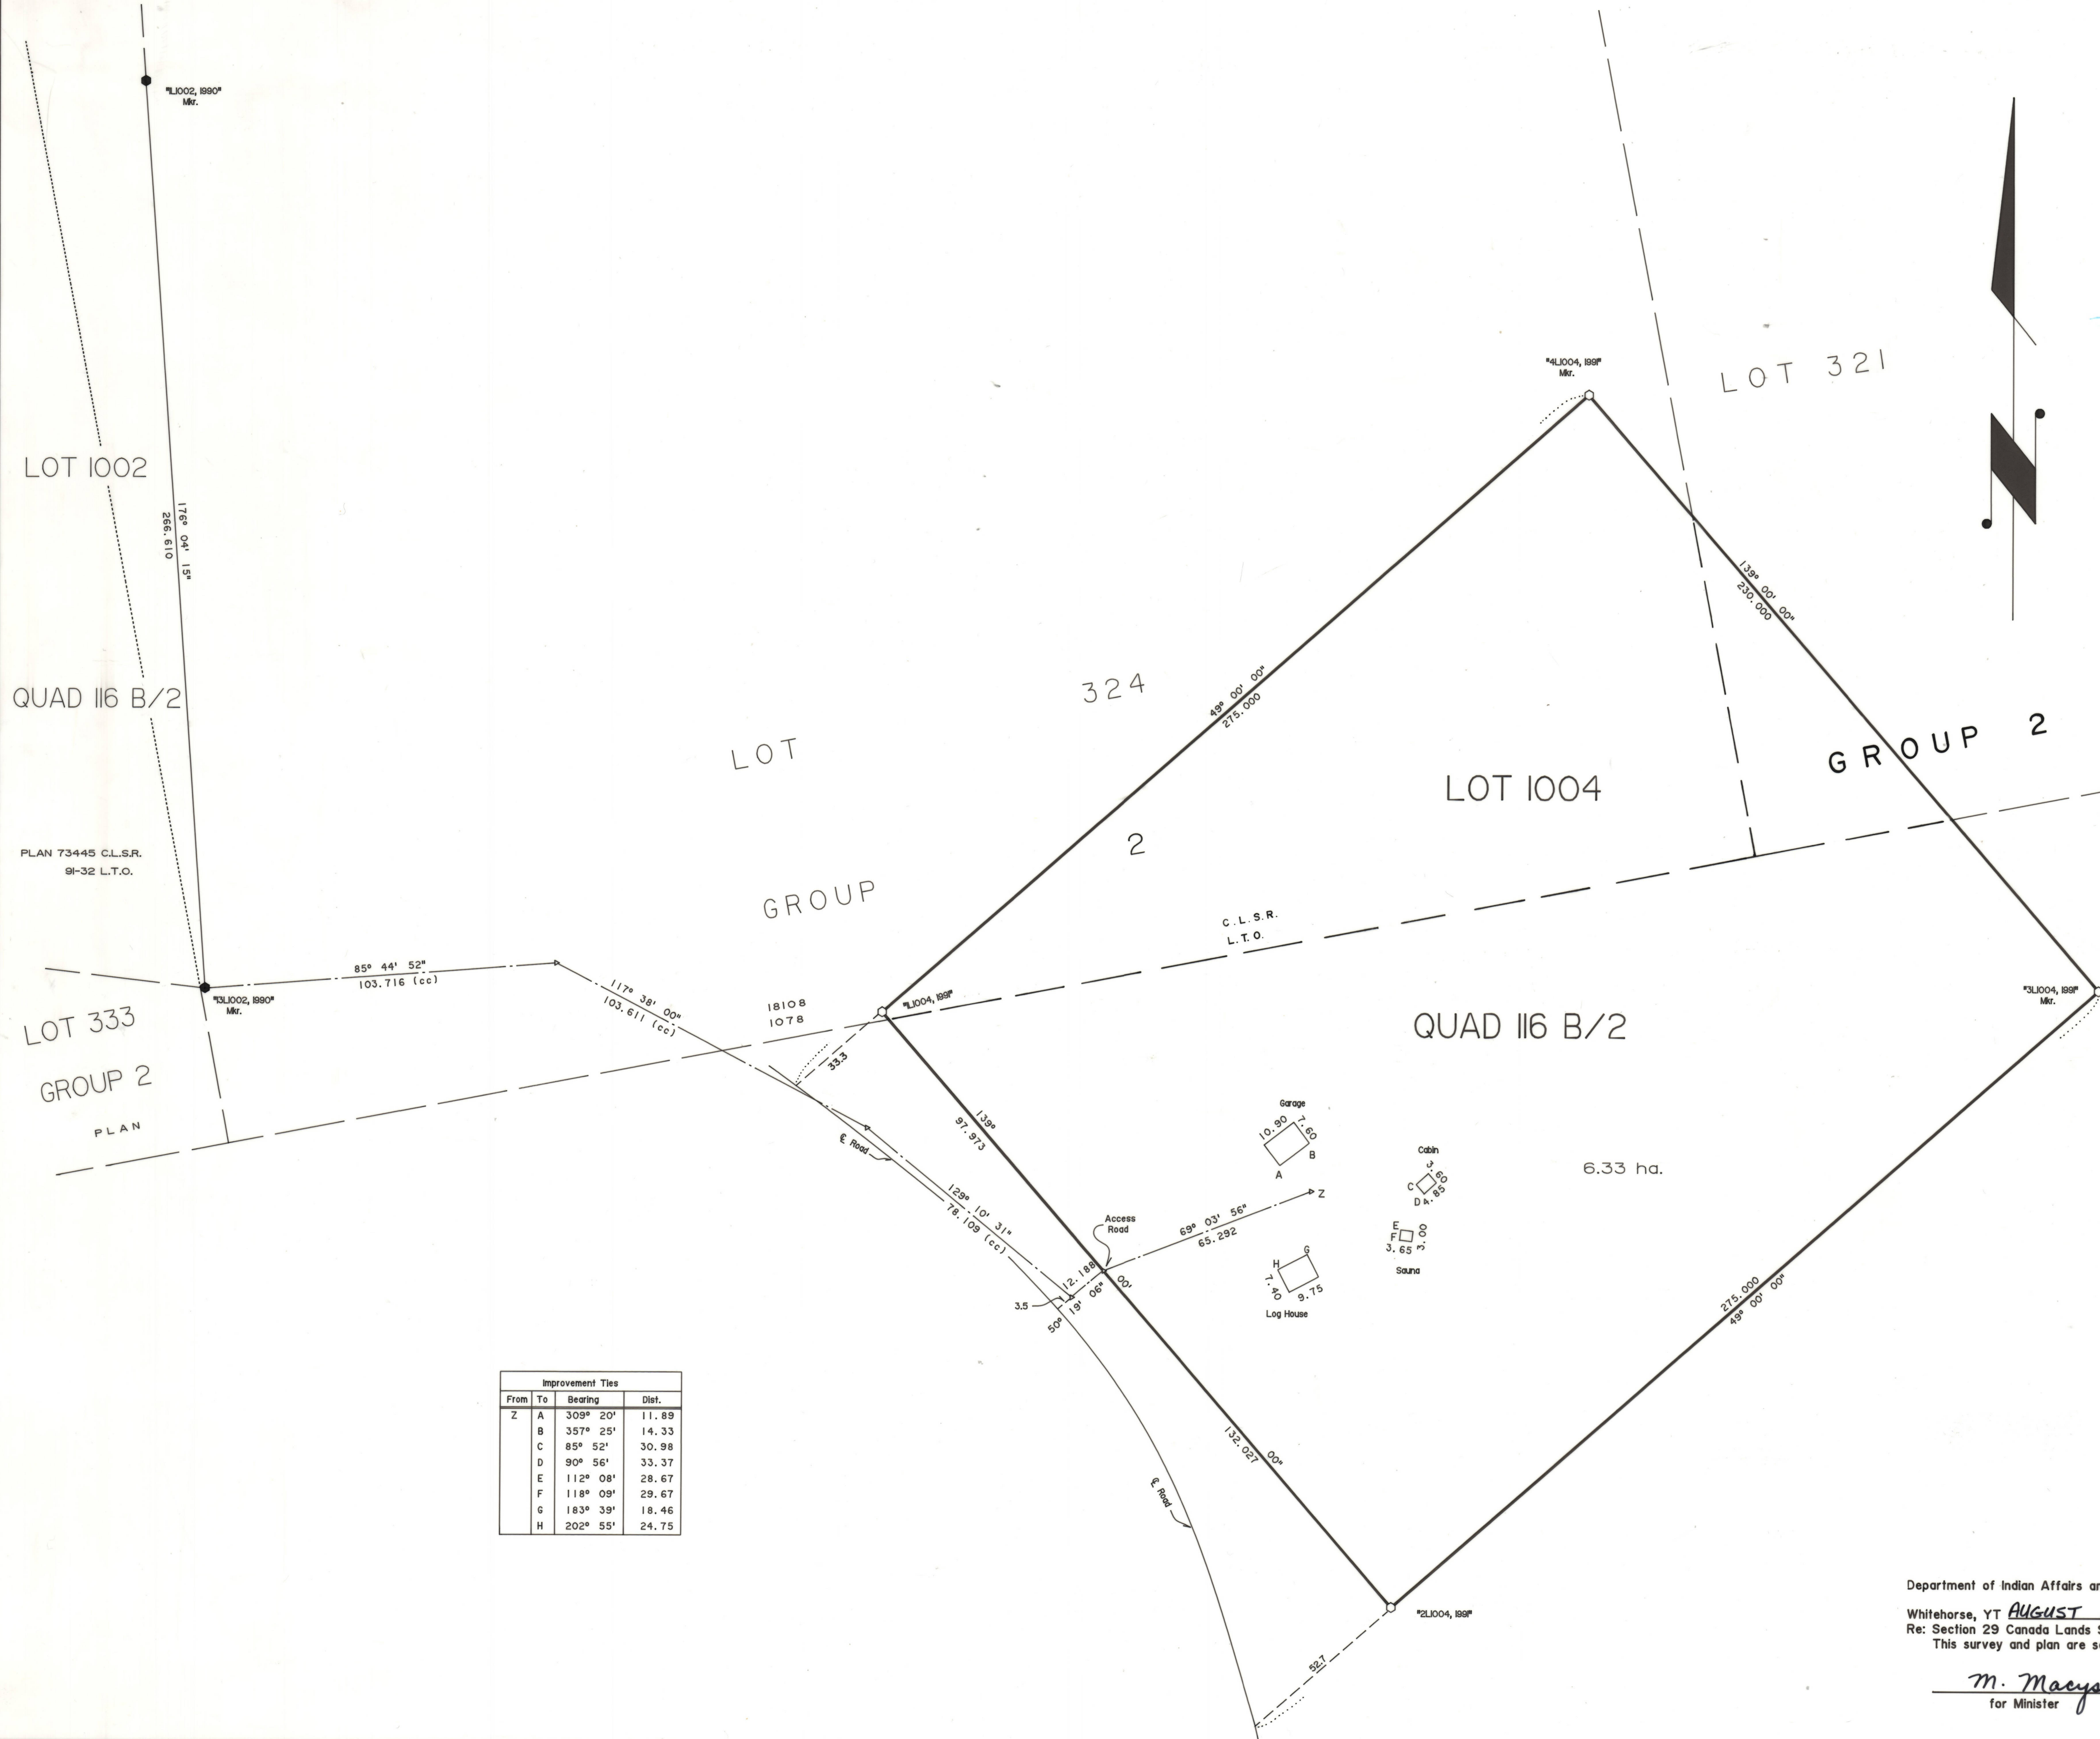 "1L1002, 1990"
Mkr.
"4L1004, 1991"
Mkr.
LOT 321
LOT 1002
176° 04' 15"
266.610
139° 00' 00"
230.000
QUAD 116 B/2
324
49° 00' 00"
275.000
LOT
GROUP 2
LOT 1004
2
PLAN 73445 C.L.S.R.
91-32 L.T.O.
GROUP
C.L.S.R.
L.T.O.
85° 44' 52"
103.716 (cc)
"13L1002, 1990"
Mkr.
117° 38' 00"
103.611 (cc)
18108
1078
"1L1004, 1991"
"3L1004, 1991"
Mkr.
LOT 333
GROUP 2
PLAN
QUAD 116 B/2
33.3
139°
97.973
℄ Road
Garage
10.90
7.60
B
A
Cabin
3.60
C
D 4.85
6.33 ha.
Z
129° 10' 31"
78.109 (cc)
Access
Road
69° 03' 56"
65.292
E
F
3.65
3.00
Sauna
G
H
7.40
9.75
Log House
12.188
50° 19' 06"
3.5
00'
275.000
49° 00' 00"
Improvement Ties
From To Bearing Dist.
Z A 309° 20' 11.89
B 357° 25' 14.33
C 85° 52' 30.98
D 90° 56' 33.37
E 112° 08' 28.67
F 118° 09' 29.67
G 183° 39' 18.46
H 202° 55' 24.75
132.027
00"
℄ Road
"2L1004, 1991"
52.7
Department of Indian Affairs an
Whitehorse, YT AUGUST
Re: Section 29 Canada Lands S
This survey and plan are s
M. Macys
for Minister
N